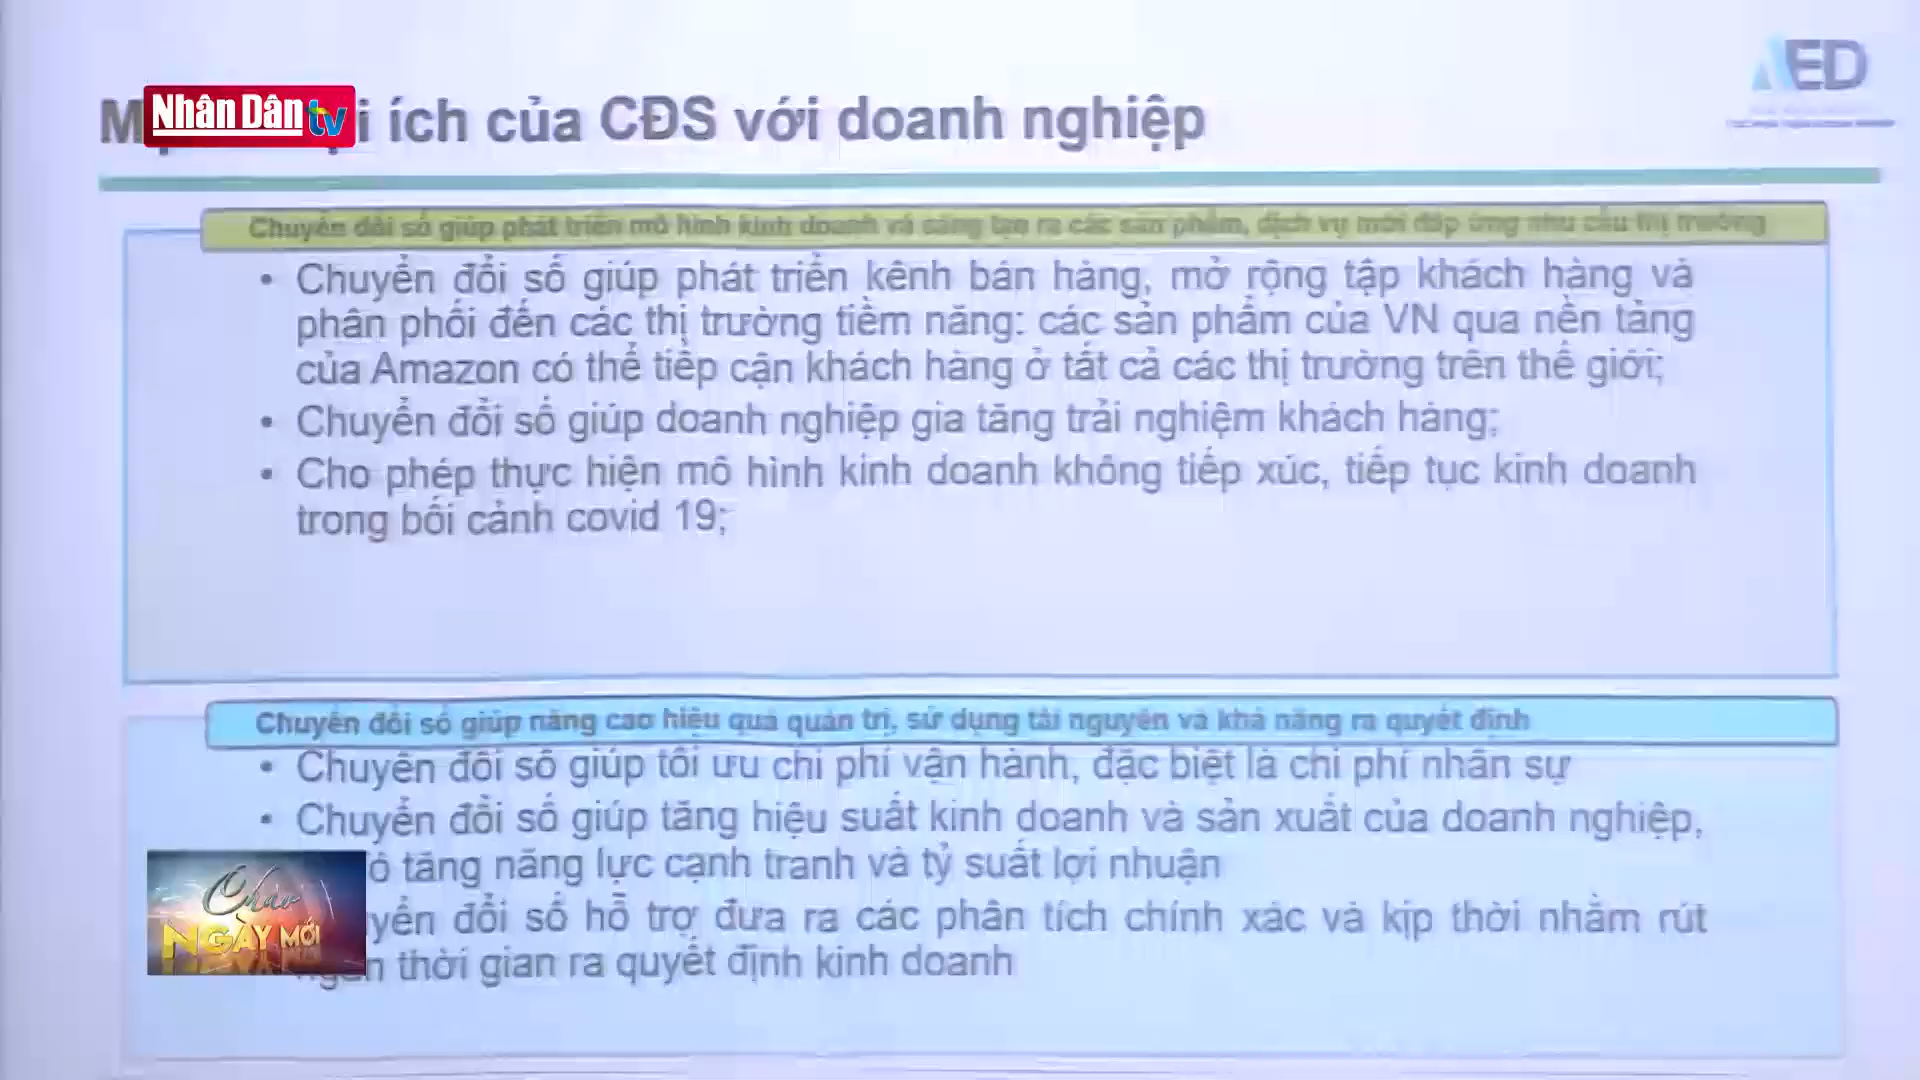 AED
Nhân Dân tv
ích của CĐS với doanh nghiệp
Chuyển đổi số giúp phát triển mô hình kinh doanh và sáng tạo ra các sản phẩm, dịch vụ mới đáp ứng nhu cầu thị trường
• Chuyển đổi số giúp phát triển kênh bán hàng, mở rộng tập khách hàng và
phân phối đến các thị trường tiềm năng: các sản phẩm của VN qua nền tảng
của Amazon có thể tiếp cận khách hàng ở tất cả các thị trường trên thế giới;
• Chuyển đổi số giúp doanh nghiệp gia tăng trải nghiệm khách hàng;
• Cho phép thực hiện mô hình kinh doanh không tiếp xúc, tiếp tục kinh doanh
trong bối cảnh covid 19;
Chuyển đổi số giúp nâng cao hiệu quả quản trị, sử dụng tài nguyên và khả năng ra quyết định
• Chuyển đổi số giúp tối ưu chi phí vận hành, đặc biệt là chi phí nhân sự
• Chuyển đổi số giúp tăng hiệu suất kinh doanh và sản xuất của doanh nghiệp,
tăng năng lực cạnh tranh và tỷ suất lợi nhuận
đổi số hỗ trợ đưa ra các phân tích chính xác và kịp thời nhằm rút
thời gian ra quyết định kinh doanh
Chào
NGÀY MỚI